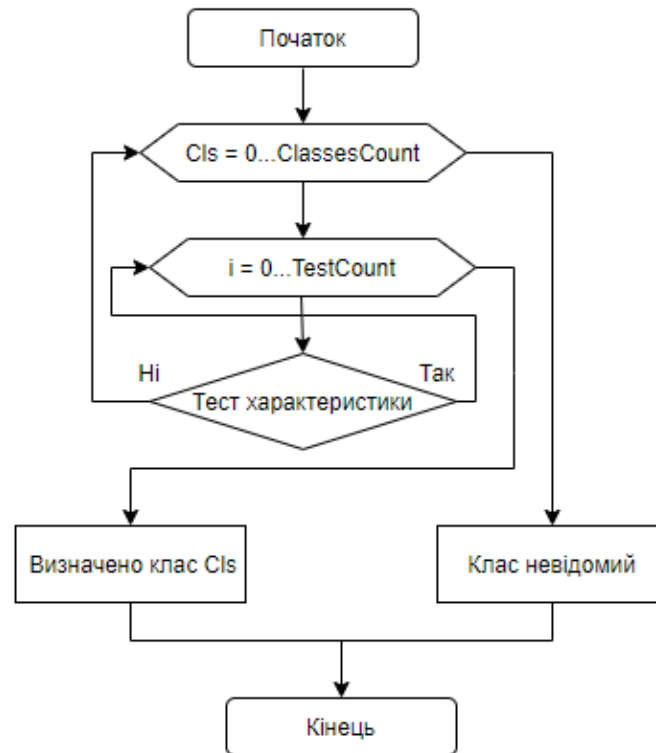 Початок
Cls = 0...ClassesCount
i = 0...TestCount
Ні
Так
Тест характеристики
Визначено клас Cls
Клас невідомий
Кінець